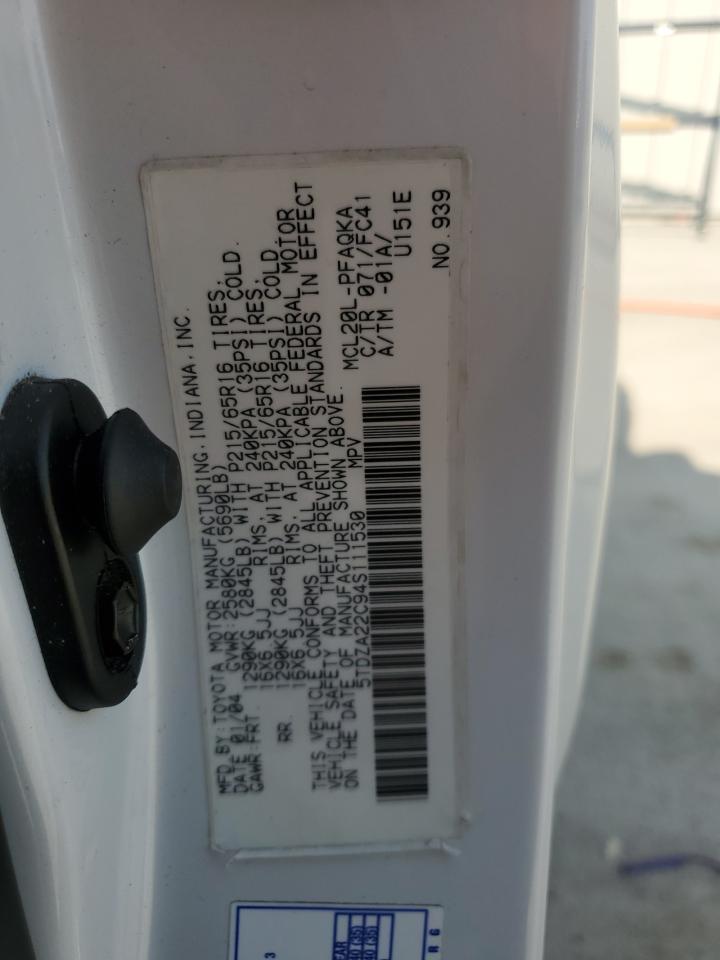 MFD.BY:TOYOTA MOTOR MANUFACTURING,INDIANA,INC.
DATE 01/04 GVWR:2580KG (5690LB)
GAWR:FRT. 1290KG (2845LB) WITH P215/65R16 TIRES,
16X6.5JJ RIMS,AT 240KPA (35PSI) COLD.
RR. 1290KG (2845LB) WITH P215/65R16 TIRES,
16X6.5JJ RIMS,AT 240KPA (35PSI) COLD.
THIS VEHICLE CONFORMS TO ALL APPLICABLE FEDERAL MOTOR
VEHICLE SAFETY AND THEFT PREVENTION STANDARDS IN EFFECT
ON THE DATE OF MANUFACTURE SHOWN ABOVE.
5TDZA22C94S111530 MPV
MCL20L-PFAQKA
C/TR 071/FC41
A/TM -01A/
U151E
NO.939